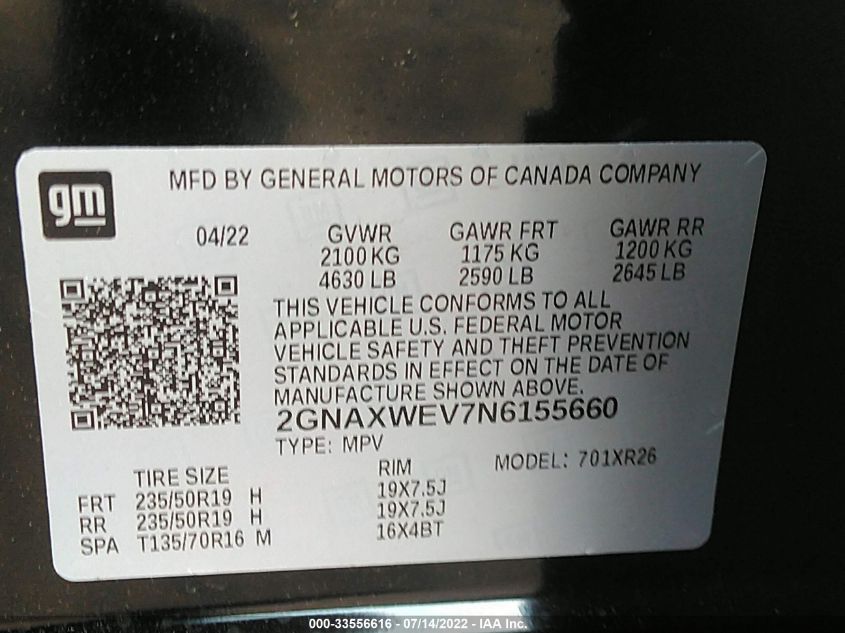 gm
MFD BY GENERAL MOTORS OF CANADA COMPANY
04/22 GVWR GAWR FRT GAWR RR
2100 KG 1175 KG 1200 KG
4630 LB 2590 LB 2645 LB
THIS VEHICLE CONFORMS TO ALL
APPLICABLE U.S. FEDERAL MOTOR
VEHICLE SAFETY AND THEFT PREVENTION
STANDARDS IN EFFECT ON THE DATE OF
MANUFACTURE SHOWN ABOVE.
2GNAXWEV7N6155660
TYPE: MPV
MODEL: 701XR26
TIRE SIZE RIM
FRT 235/50R19 H 19X7.5J
RR 235/50R19 H 19X7.5J
SPA T135/70R16 M 16X4BT
000-33556616 - 07/14/2022 - IAA Inc.